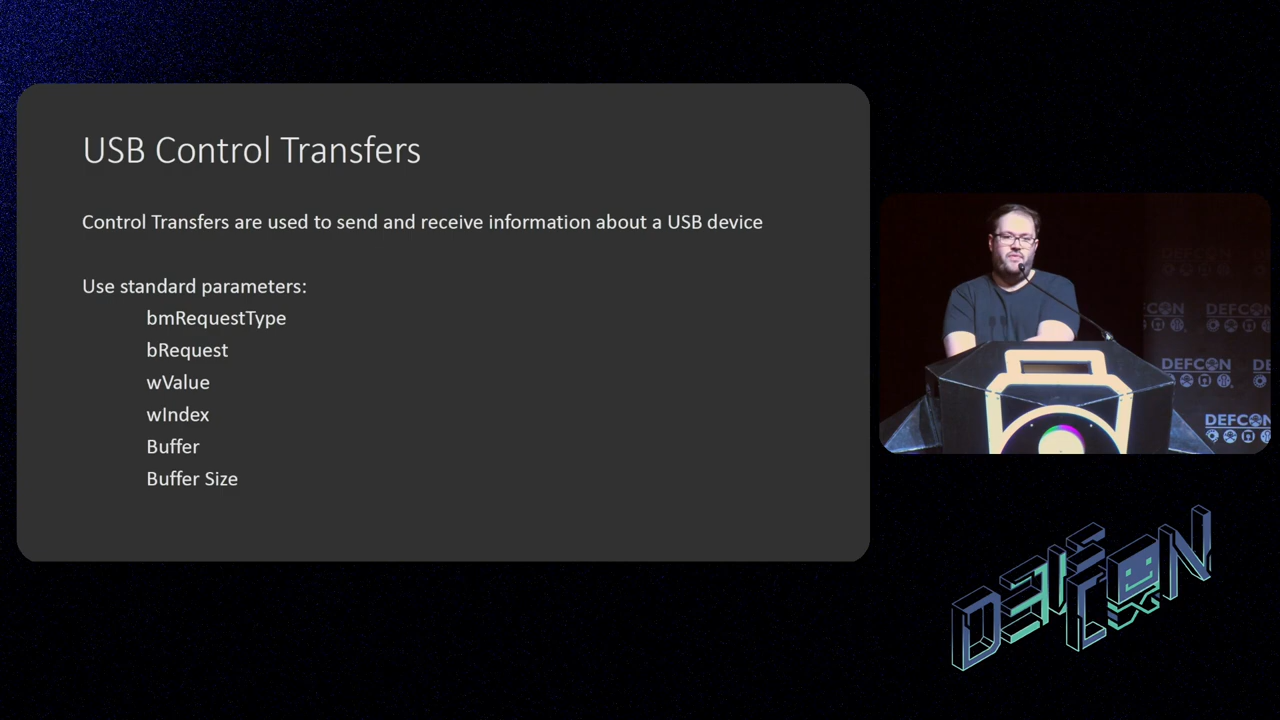 USB Control Transfers
Control Transfers are used to send and receive information about a USB device
Use standard parameters:
bmRequestType
bRequest
wValue
wIndex
Buffer
Buffer Size
DEFCON
DEFCON
DEFCON
DEFCON
DEF CON